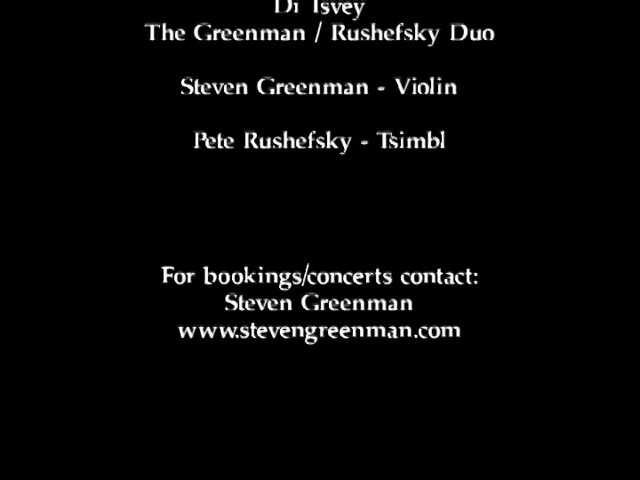 Di Tsvey
The Greenman / Rushefsky Duo
Steven Greenman - Violin
Pete Rushefsky - Tsimbl
For bookings/concerts contact:
Steven Greenman
www.stevengreenman.com